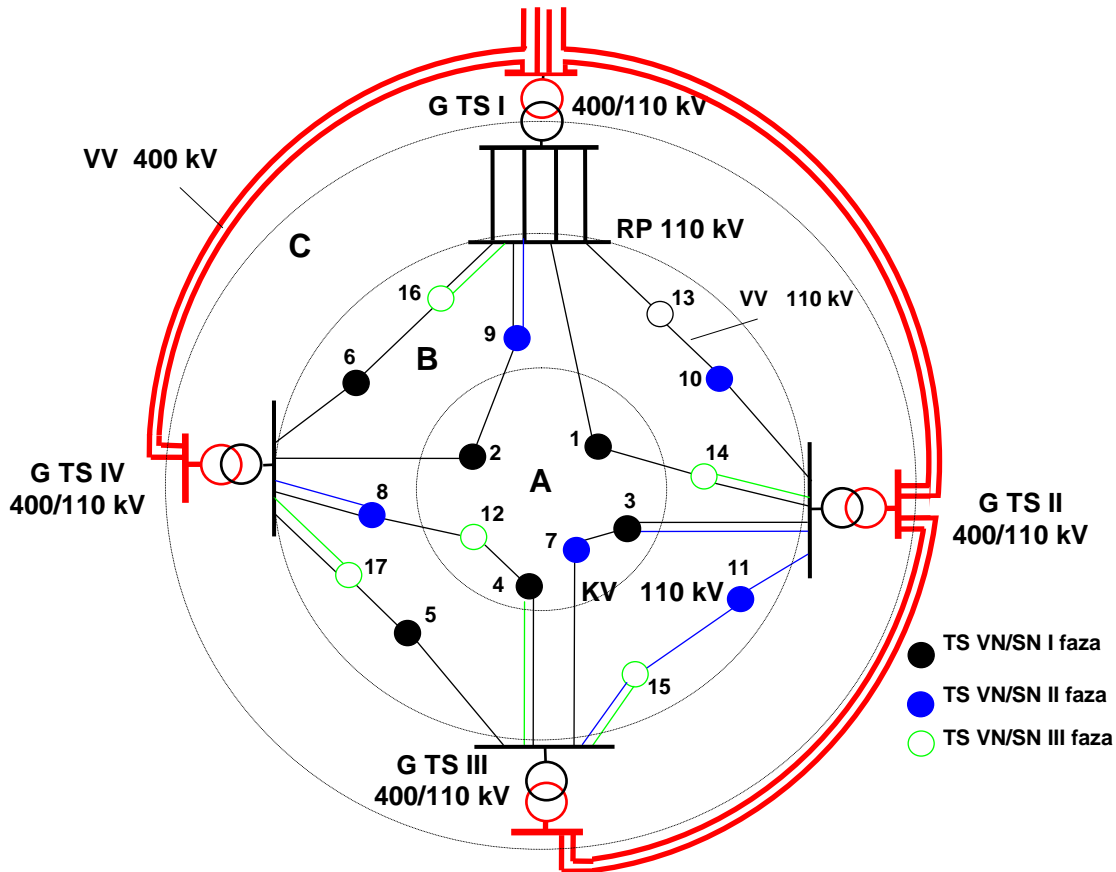 G TS I
400/110 kV
VV 400 kV
C
RP 110 kV
16
13
VV 110 kV
9
B
6
10
1
2
14
G TS IV
400/110 kV
A
8
3
G TS II
400/110 kV
12
7
11
17
4
KV 110 kV
5
TS VN/SN I faza
15
TS VN/SN II faza
TS VN/SN III faza
G TS III
400/110 kV